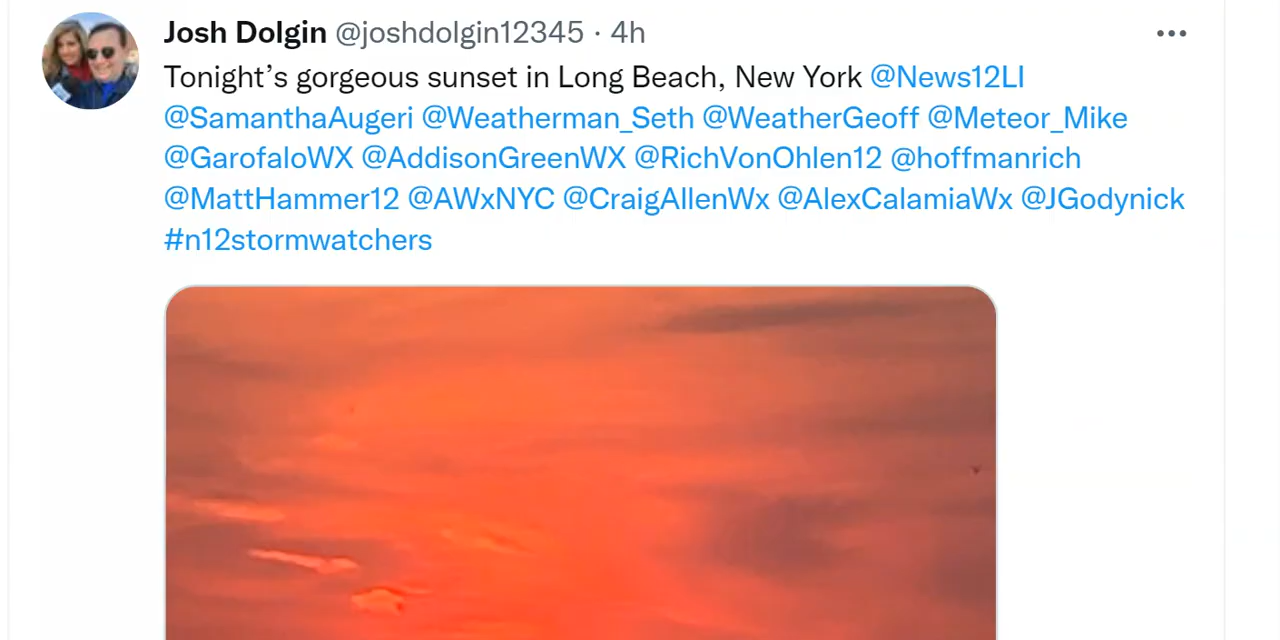 Josh Dolgin @joshdolgin12345 · 4h
Tonight’s gorgeous sunset in Long Beach, New York @News12LI
@SamanthaAugeri @Weatherman_Seth @WeatherGeoff @Meteor_Mike
@GarofaloWX @AddisonGreenWX @RichVonOhlen12 @hoffmanrich
@MattHammer12 @AWxNYC @CraigAllenWx @AlexCalamiaWx @JGodynick
#n12stormwatchers